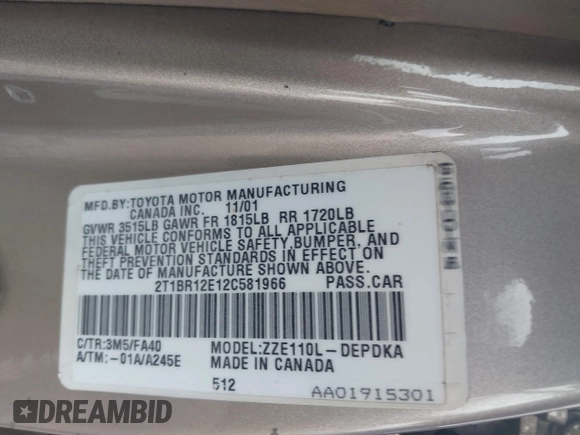 MFD.BY:TOYOTA MOTOR MANUFACTURING
CANADA INC. 11/01
GVWR 3515LB GAWR FR 1815LB RR 1720LB
THIS VEHICLE CONFORMS TO ALL APPLICABLE
FEDERAL MOTOR VEHICLE SAFETY,BUMPER, AND
THEFT PREVENTION STANDARDS IN EFFECT ON
THE DATE OF MANUFACTURE SHOWN ABOVE.
2T1BR12E12C581966 PASS.CAR
C/TR:3M5/FA40 MODEL:ZZE110L-DEPDKA
A/TM:-01A/A245E MADE IN CANADA
512 AA01915301
DREAMBID